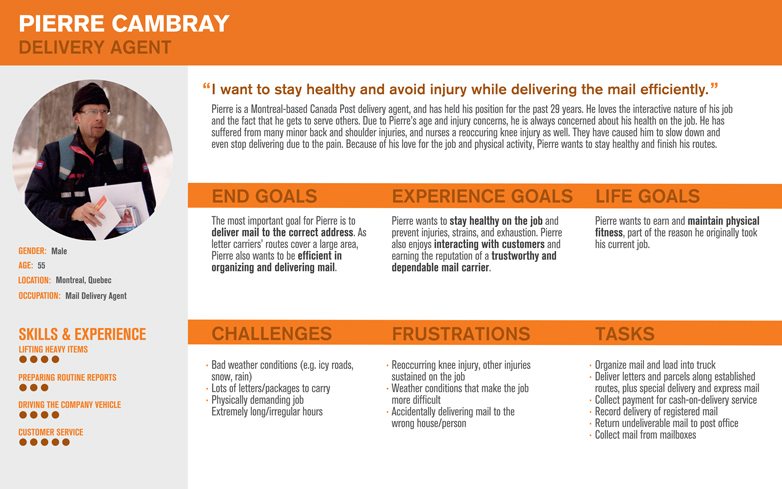 PIERRE CAMBRAY
DELIVERY AGENT
“I want to stay healthy and avoid injury while delivering the mail efficiently.”
Pierre is a Montreal-based Canada Post delivery agent, and has held his position for the past 29 years. He loves the interactive nature of his job
and the fact that he gets to serve others. Due to Pierre's age and injury concerns, he is always concerned about his health on the job. He has
suffered from many minor back and shoulder injuries, and nurses a reoccuring knee injury as well. They have caused him to slow down and
even stop delivering due to the pain. Because of his love for the job and physical activity, Pierre wants to stay healthy and finish his routes.
GENDER: Male
AGE: 55
LOCATION: Montreal, Quebec
OCCUPATION: Mail Delivery Agent
SKILLS & EXPERIENCE
LIFTING HEAVY ITEMS
PREPARING ROUTINE REPORTS
DRIVING THE COMPANY VEHICLE
CUSTOMER SERVICE
END GOALS
The most important goal for Pierre is to
deliver mail to the correct address. As
letter carriers' routes cover a large area,
Pierre also wants to be efficient in
organizing and delivering mail.
EXPERIENCE GOALS
Pierre wants to stay healthy on the job and
prevent injuries, strains, and exhaustion. Pierre
also enjoys interacting with customers and
earning the reputation of a trustworthy and
dependable mail carrier.
LIFE GOALS
Pierre wants to earn and maintain physical
fitness, part of the reason he originally took
his current job.
CHALLENGES
· Bad weather conditions (e.g. icy roads,
snow, rain)
· Lots of letters/packages to carry
· Physically demanding job
Extremely long/irregular hours
FRUSTRATIONS
· Reoccurring knee injury, other injuries
sustained on the job
· Weather conditions that make the job
more difficult
· Accidentally delivering mail to the
wrong house/person
TASKS
· Organize mail and load into truck
· Deliver letters and parcels along established
routes, plus special delivery and express mail
· Collect payment for cash-on-delivery service
· Record delivery of registered mail
· Return undeliverable mail to post office
· Collect mail from mailboxes